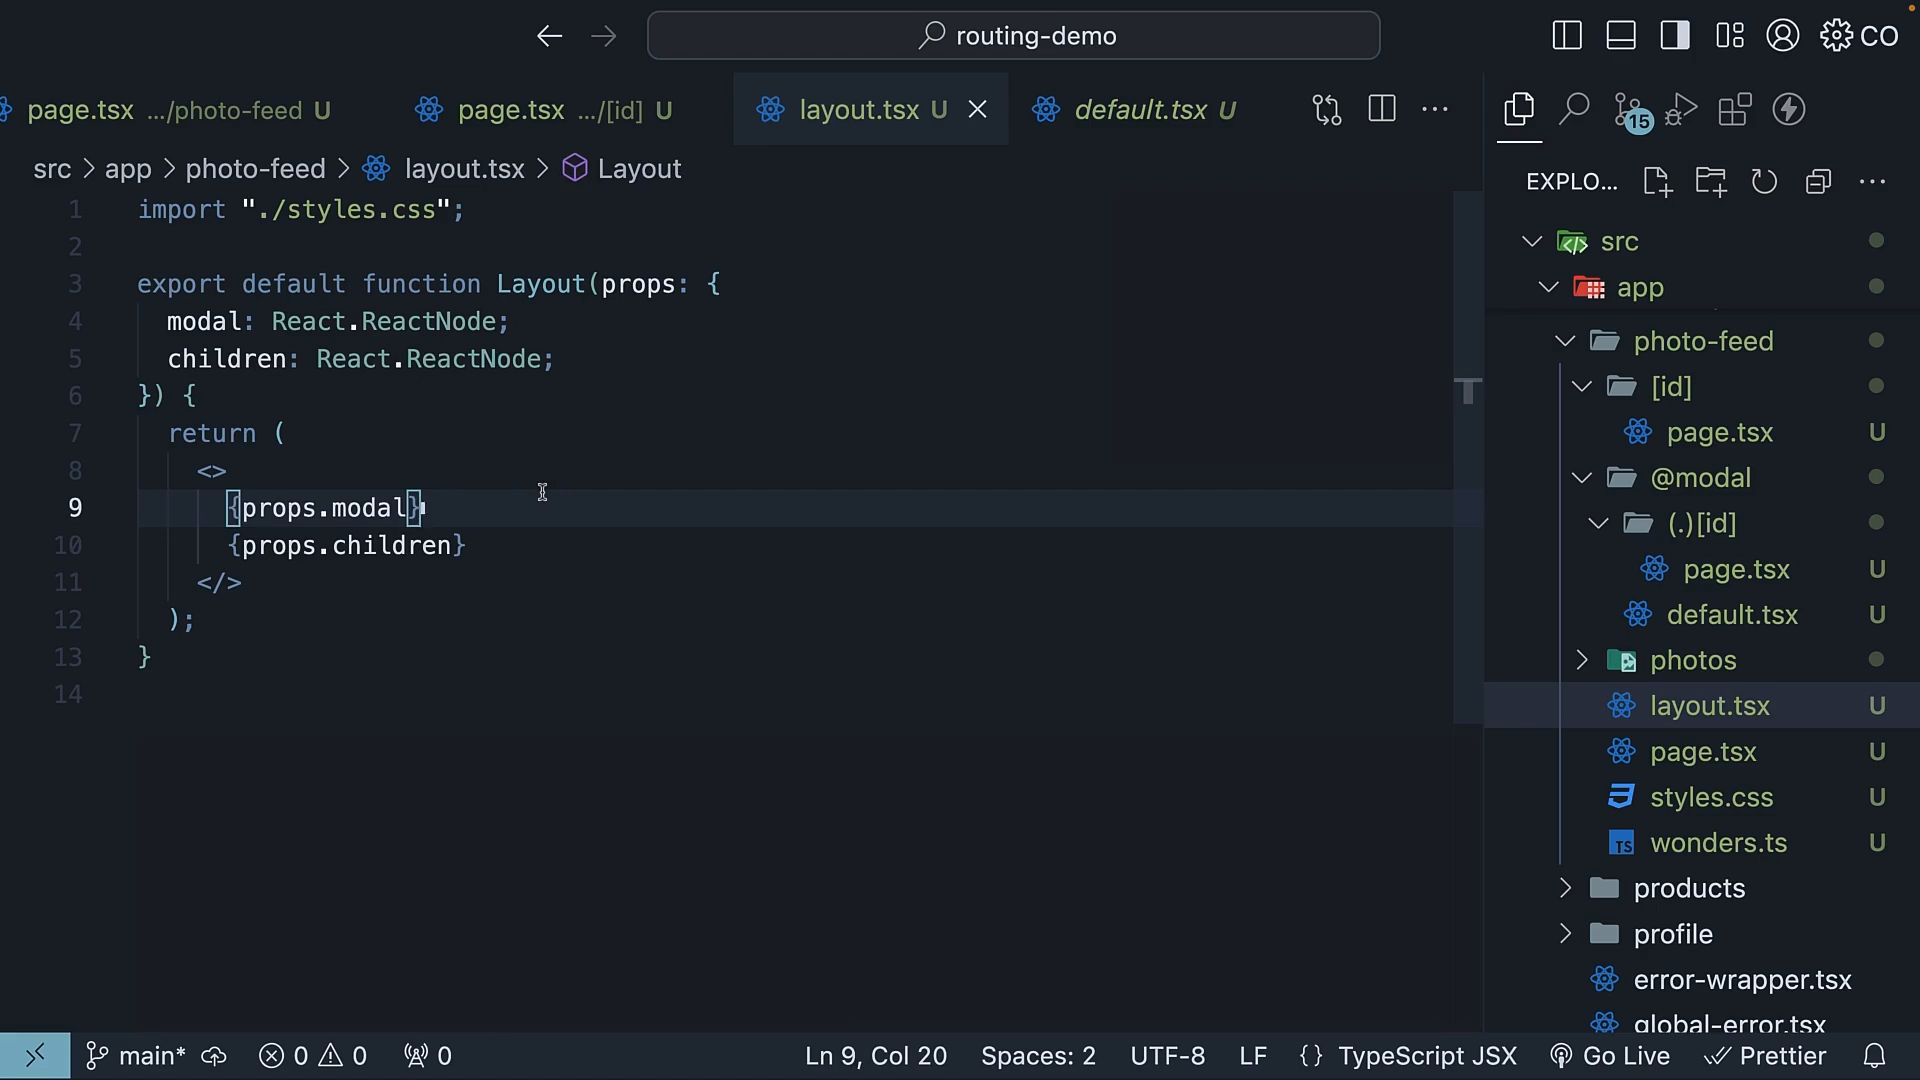 routing-demo
CO
page.tsx .../photo-feed U
page.tsx .../[id] U
layout.tsx U
default.tsx U
15
src > app > photo-feed > layout.tsx > Layout
EXPLO...
1 import "./styles.css";
2
3 export default function Layout(props: {
4 modal: React.ReactNode;
5 children: React.ReactNode;
6 }) {
7 return (
8 <>
9 {props.modal}
10 {props.children}
11 </>
12 );
13 }
14
src
app
photo-feed
[id]
page.tsx U
@modal
(.)[id]
page.tsx U
default.tsx U
photos
layout.tsx U
page.tsx U
styles.css U
TS wonders.ts U
products
profile
error-wrapper.tsx
global-error.tsx
main* 0 0 0 Ln 9, Col 20 Spaces: 2 UTF-8 LF {} TypeScript JSX Go Live Prettier